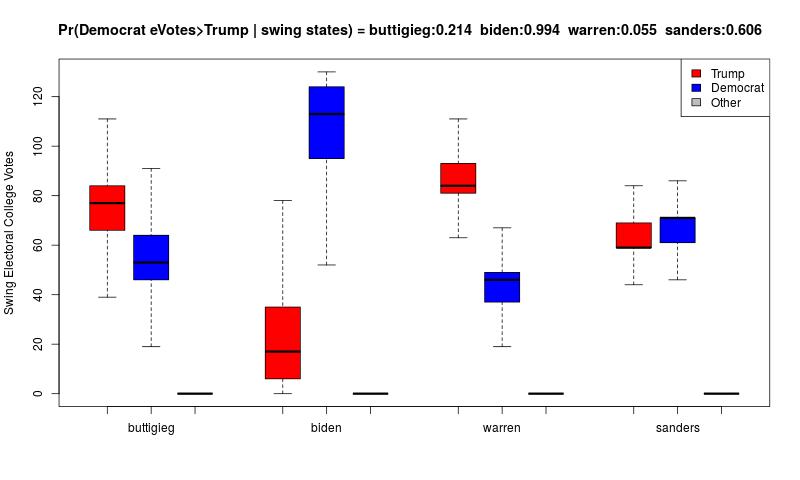 Pr(Democrat eVotes>Trump | swing states) = buttigieg:0.214 biden:0.994 warren:0.055 sanders:0.606
Trump
Democrat
Other
Swing Electoral College Votes
120
100
80
60
40
20
0
buttigieg biden warren sanders